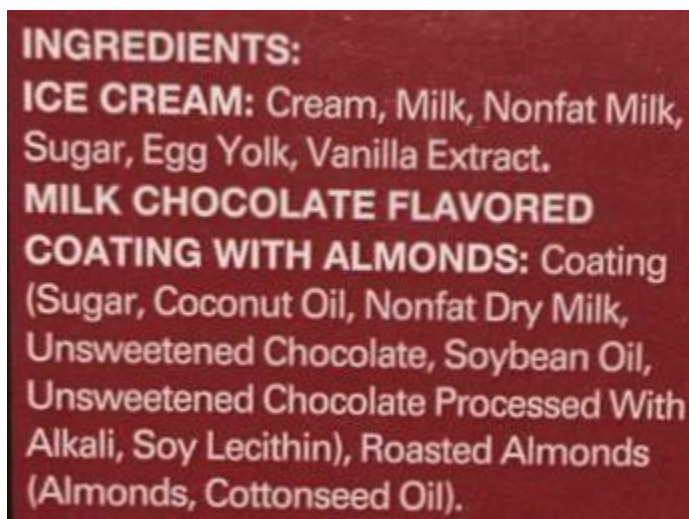 INGREDIENTS:
ICE CREAM: Cream, Milk, Nonfat Milk,
Sugar, Egg Yolk, Vanilla Extract.
MILK CHOCOLATE FLAVORED
COATING WITH ALMONDS: Coating
(Sugar, Coconut Oil, Nonfat Dry Milk,
Unsweetened Chocolate, Soybean Oil,
Unsweetened Chocolate Processed With
Alkali, Soy Lecithin), Roasted Almonds
(Almonds, Cottonseed Oil).